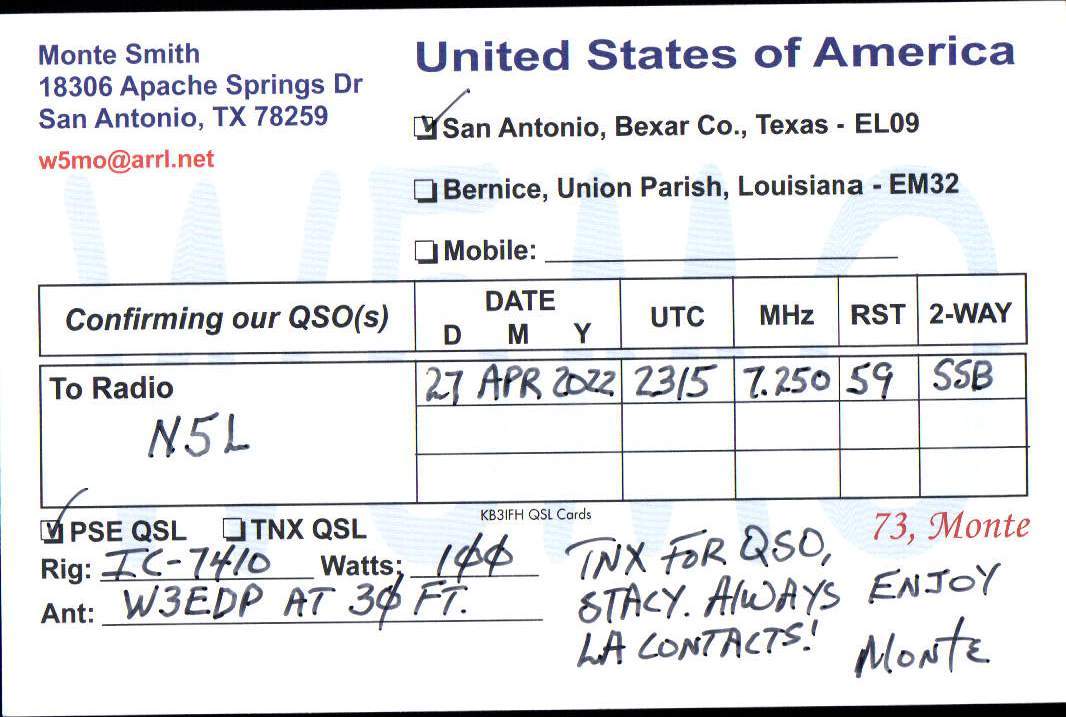 Monte Smith
18306 Apache Springs Dr
San Antonio, TX 78259
w5mo@arrl.net
United States of America
☑ San Antonio, Bexar Co., Texas - EL09
☐ Bernice, Union Parish, Louisiana - EM32
☐ Mobile:
W5MO
Confirming our QSO(s) DATE UTC MHz RST 2-WAY
D M Y
To Radio 27 APR 2022 2315 7.250 59 SSB
N5L
☑ PSE QSL ☐ TNX QSL
KB3IFH QSL Cards
73, Monte
Rig: IC-7410 Watts: 1ØØ
Ant: W3EDP AT 3Ø FT.
TNX FOR QSO,
STACY. AlWAYS ENJOY
LA CONTACTS! Monte